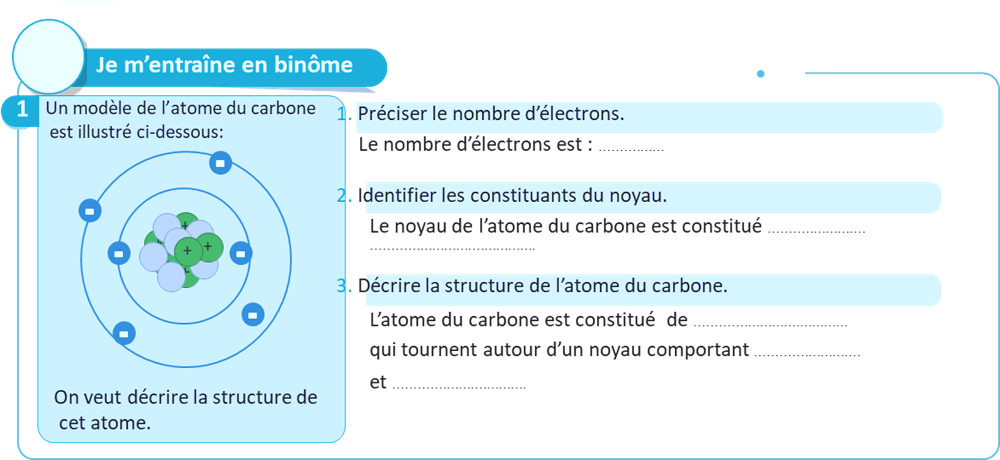 Je m’entraîne en binôme
1
Un modèle de l’atome du carbone
est illustré ci-dessous:
+
+
+
On veut décrire la structure de
cet atome.
1. Préciser le nombre d’électrons.
Le nombre d’électrons est : ................
2. Identifier les constituants du noyau.
Le noyau de l’atome du carbone est constitué .......................
.......................................
3. Décrire la structure de l’atome du carbone.
L’atome du carbone est constitué de ....................................
qui tournent autour d’un noyau comportant .........................
et ...............................